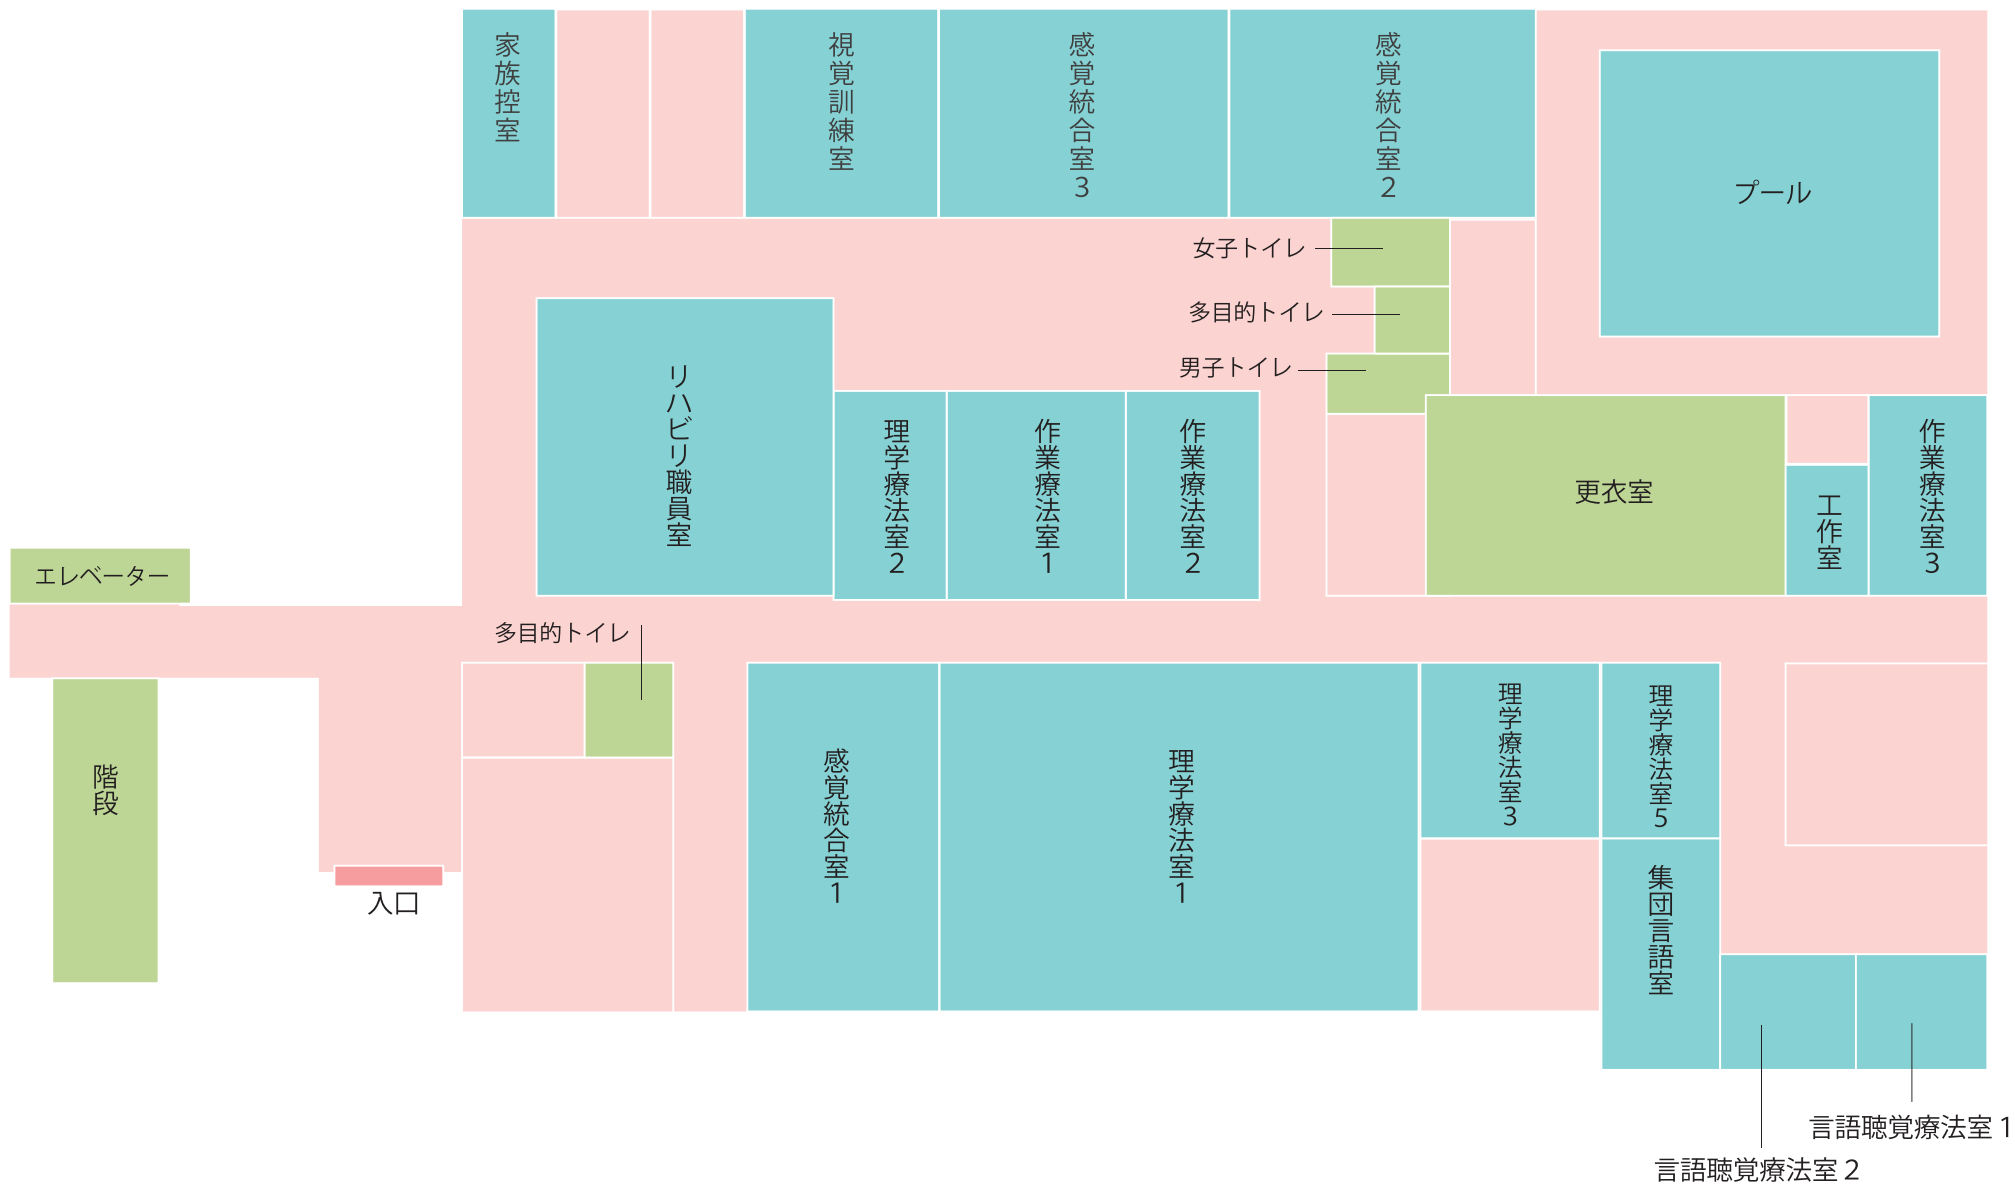 家族控室
視覚訓練室
感覚統合室3
感覚統合室2
プール
女子トイレ
多目的トイレ
男子トイレ
リハビリ職員室
理学療法室2
作業療法室1
作業療法室2
更衣室
工作室
作業療法室3
エレベーター
多目的トイレ
階段
入口
感覚統合室1
理学療法室1
理学療法室3
理学療法室5
集団言語室
言語聴覚療法室1
言語聴覚療法室2